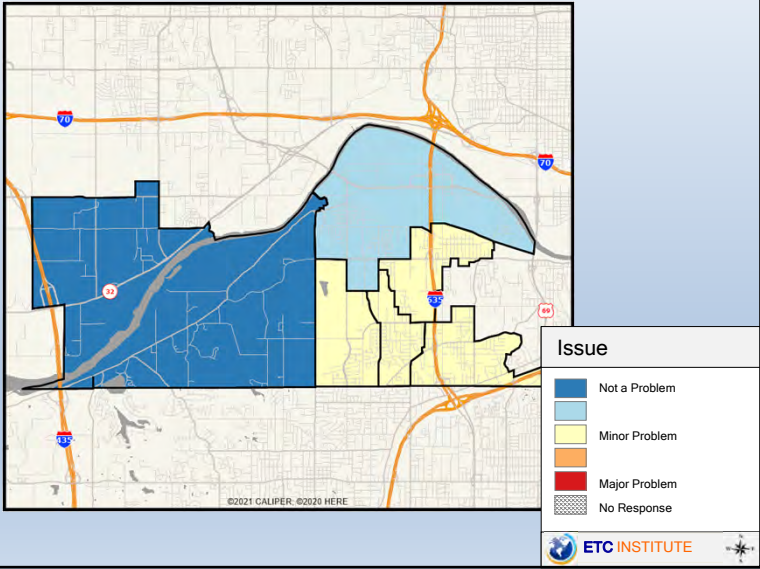 70
70
32
635
69
435
©2021 CALIPER; ©2020 HERE
Issue
Not a Problem
Minor Problem
Major Problem
No Response
ETC INSTITUTE